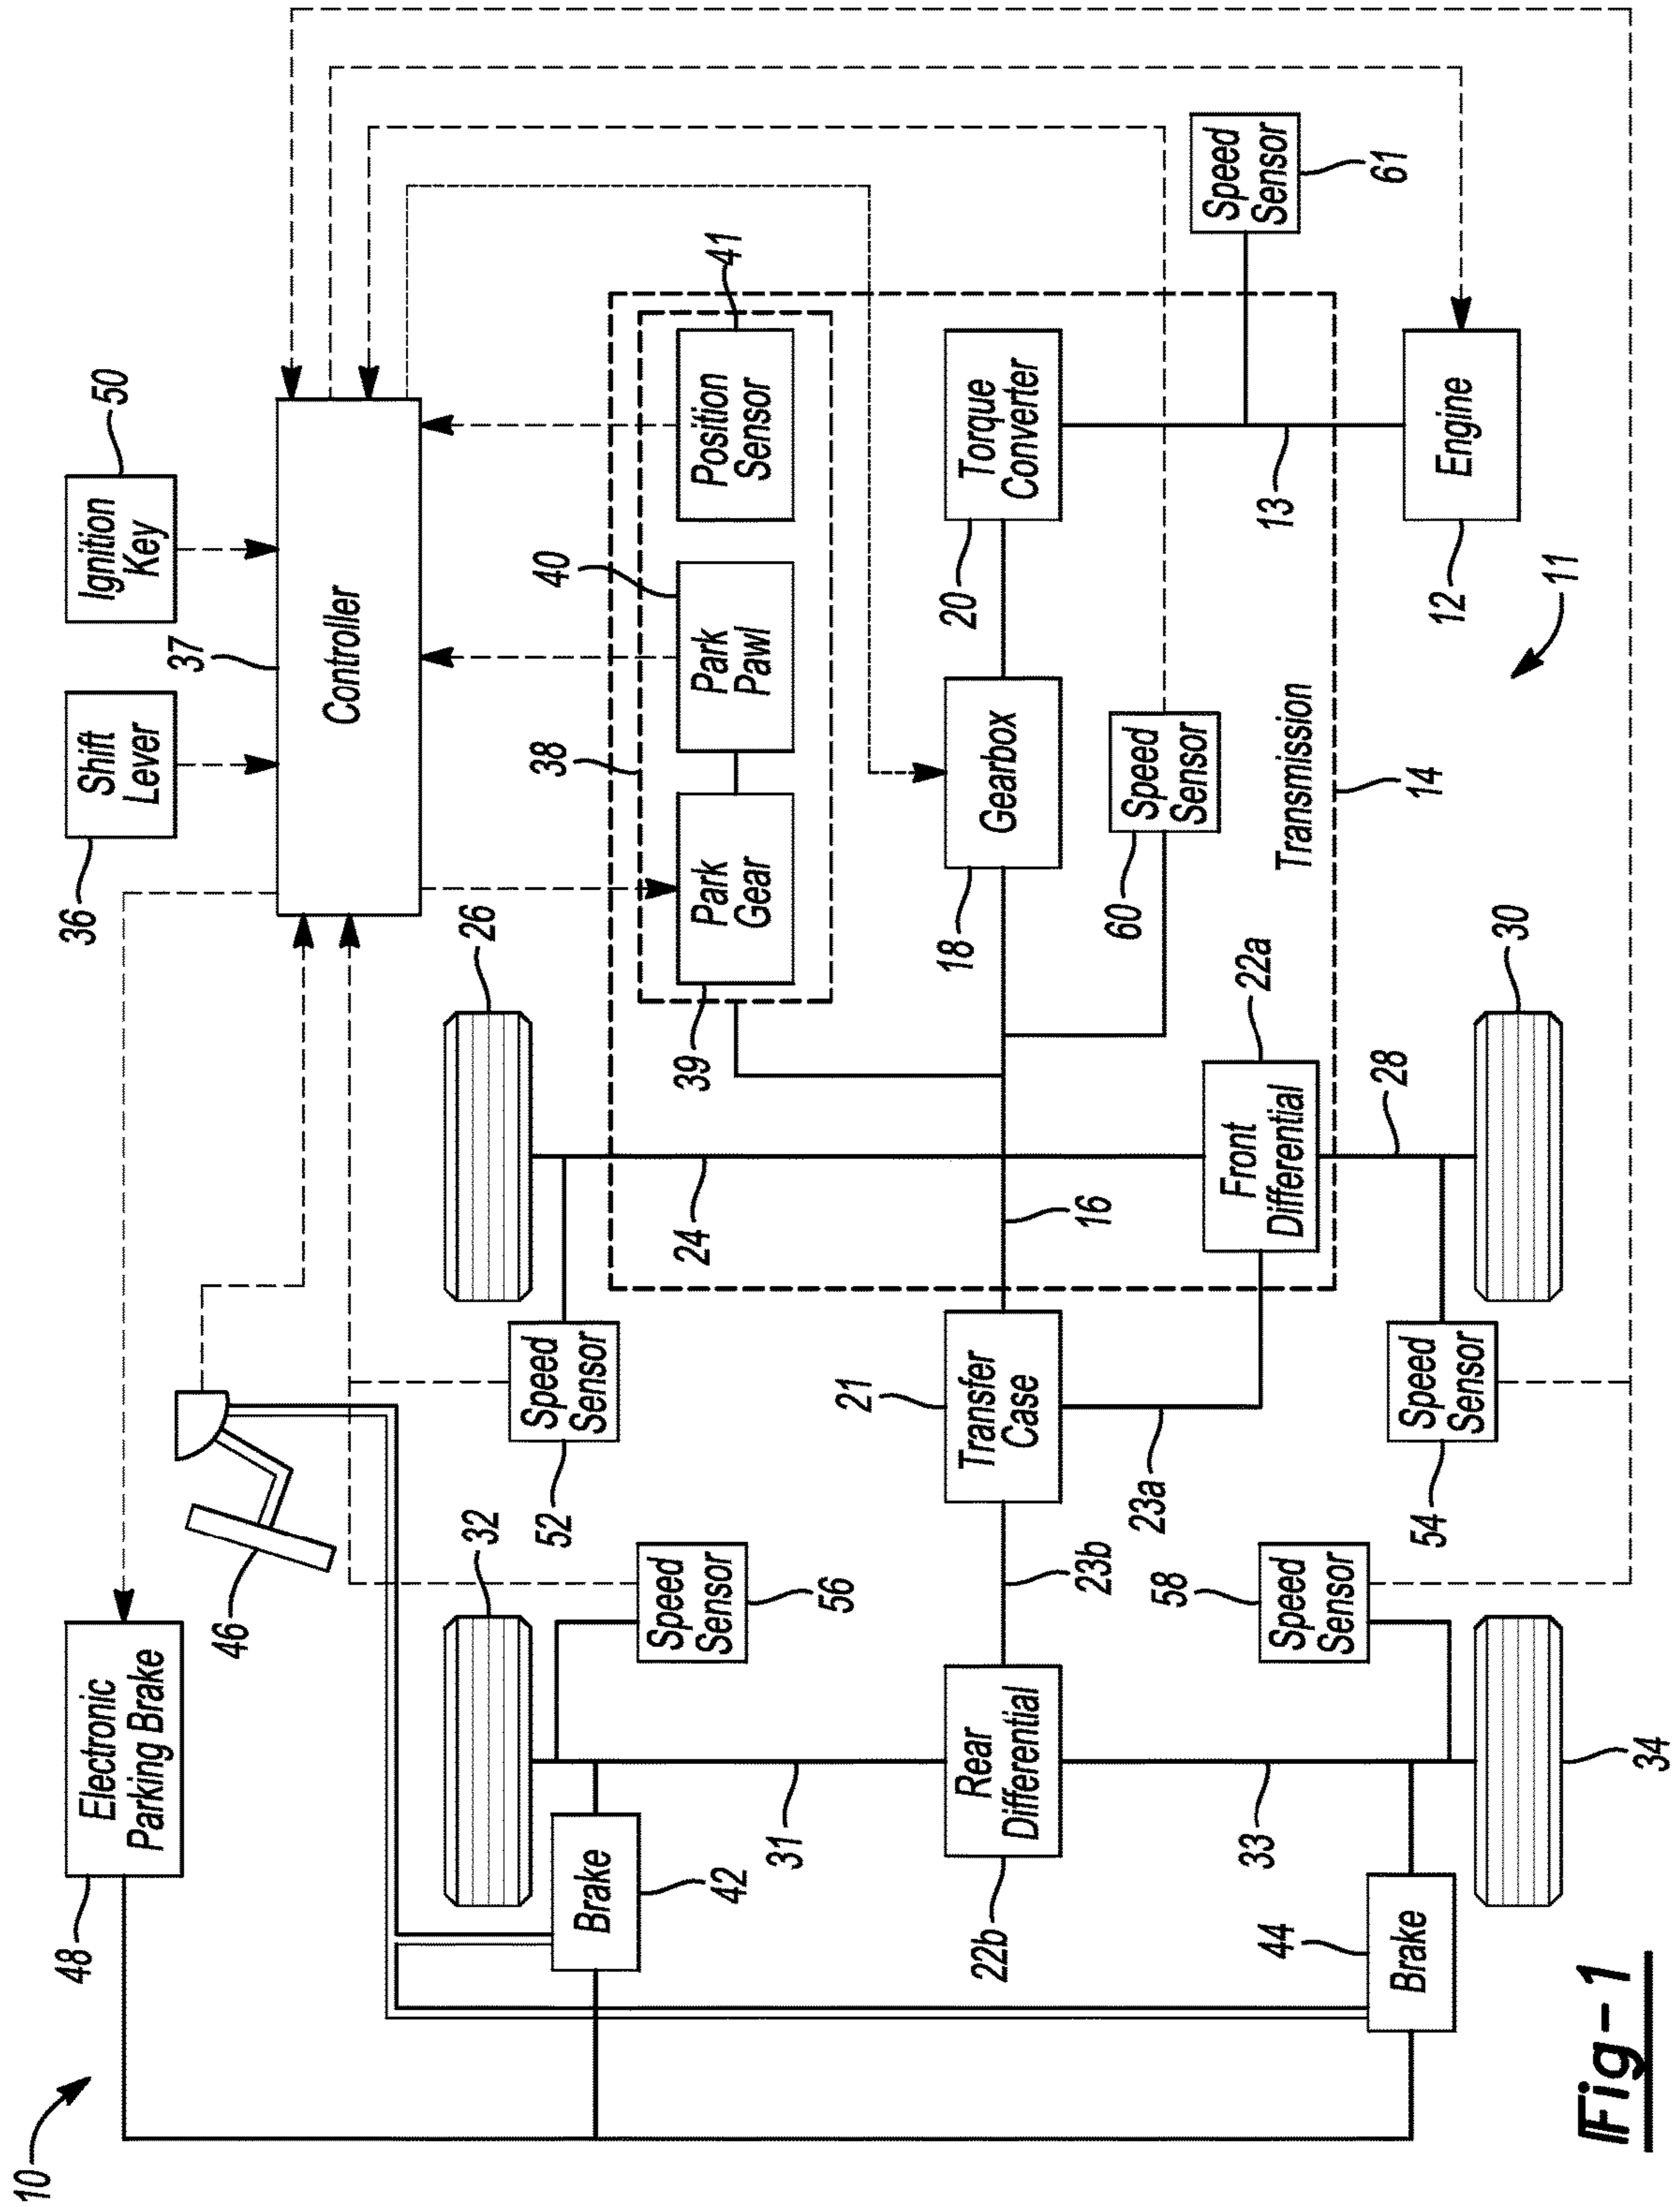 10
48
Electronic
Parking Brake
46
36
Shift
Lever
37
Ignition
Key
50
Controller
32
52
Speed
Sensor
26
38
40
41
39
Park
Gear
Park
Pawl
Position
Sensor
Brake
42
31
Speed
Sensor
56
24
22b
Rear
Differential
23b
21
Transfer
Case
16
18
Gearbox
20
Torque
Converter
Speed
Sensor
61
44
Brake
33
58
Speed
Sensor
23a
22a
Front
Differential
60
Speed
Sensor
Transmission
14
13
34
54
Speed
Sensor
28
30
11
12
Engine
Fig-1